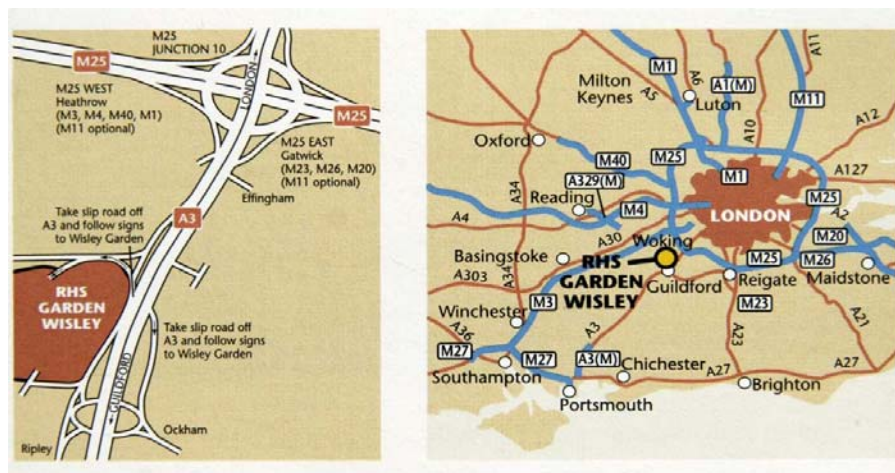 M25
JUNCTION 10
M25
M25 WEST
Heathrow
(M3, M4, M40, M1)
(M11 optional)
LONDON
M25
M25 EAST
Gatwick
(M23, M26, M20)
(M11 optional)
Effingham
A3
Take slip road off
A3 and follow signs
to Wisley Garden
RHS
GARDEN
WISLEY
Take slip road off
A3 and follow signs
to Wisley Garden
GUILDFORD
Ockham
Ripley
M1
A6
A1(M)
A11
Milton
Keynes
A5
Luton
M11
A10
A12
Oxford
M40
M25
M1
A127
A34
A329(M)
Reading
M4
LONDON
M25
A4
A2
A30
Woking
M20
Basingstoke
RHS
GARDEN
WISLEY
M25
M26
A303
A34
Guildford
Reigate
Maidstone
M3
M23
Winchester
A36
A3
A23
A21
M27
M27
A3(M)
Chichester
A27
A27
Southampton
Brighton
Portsmouth